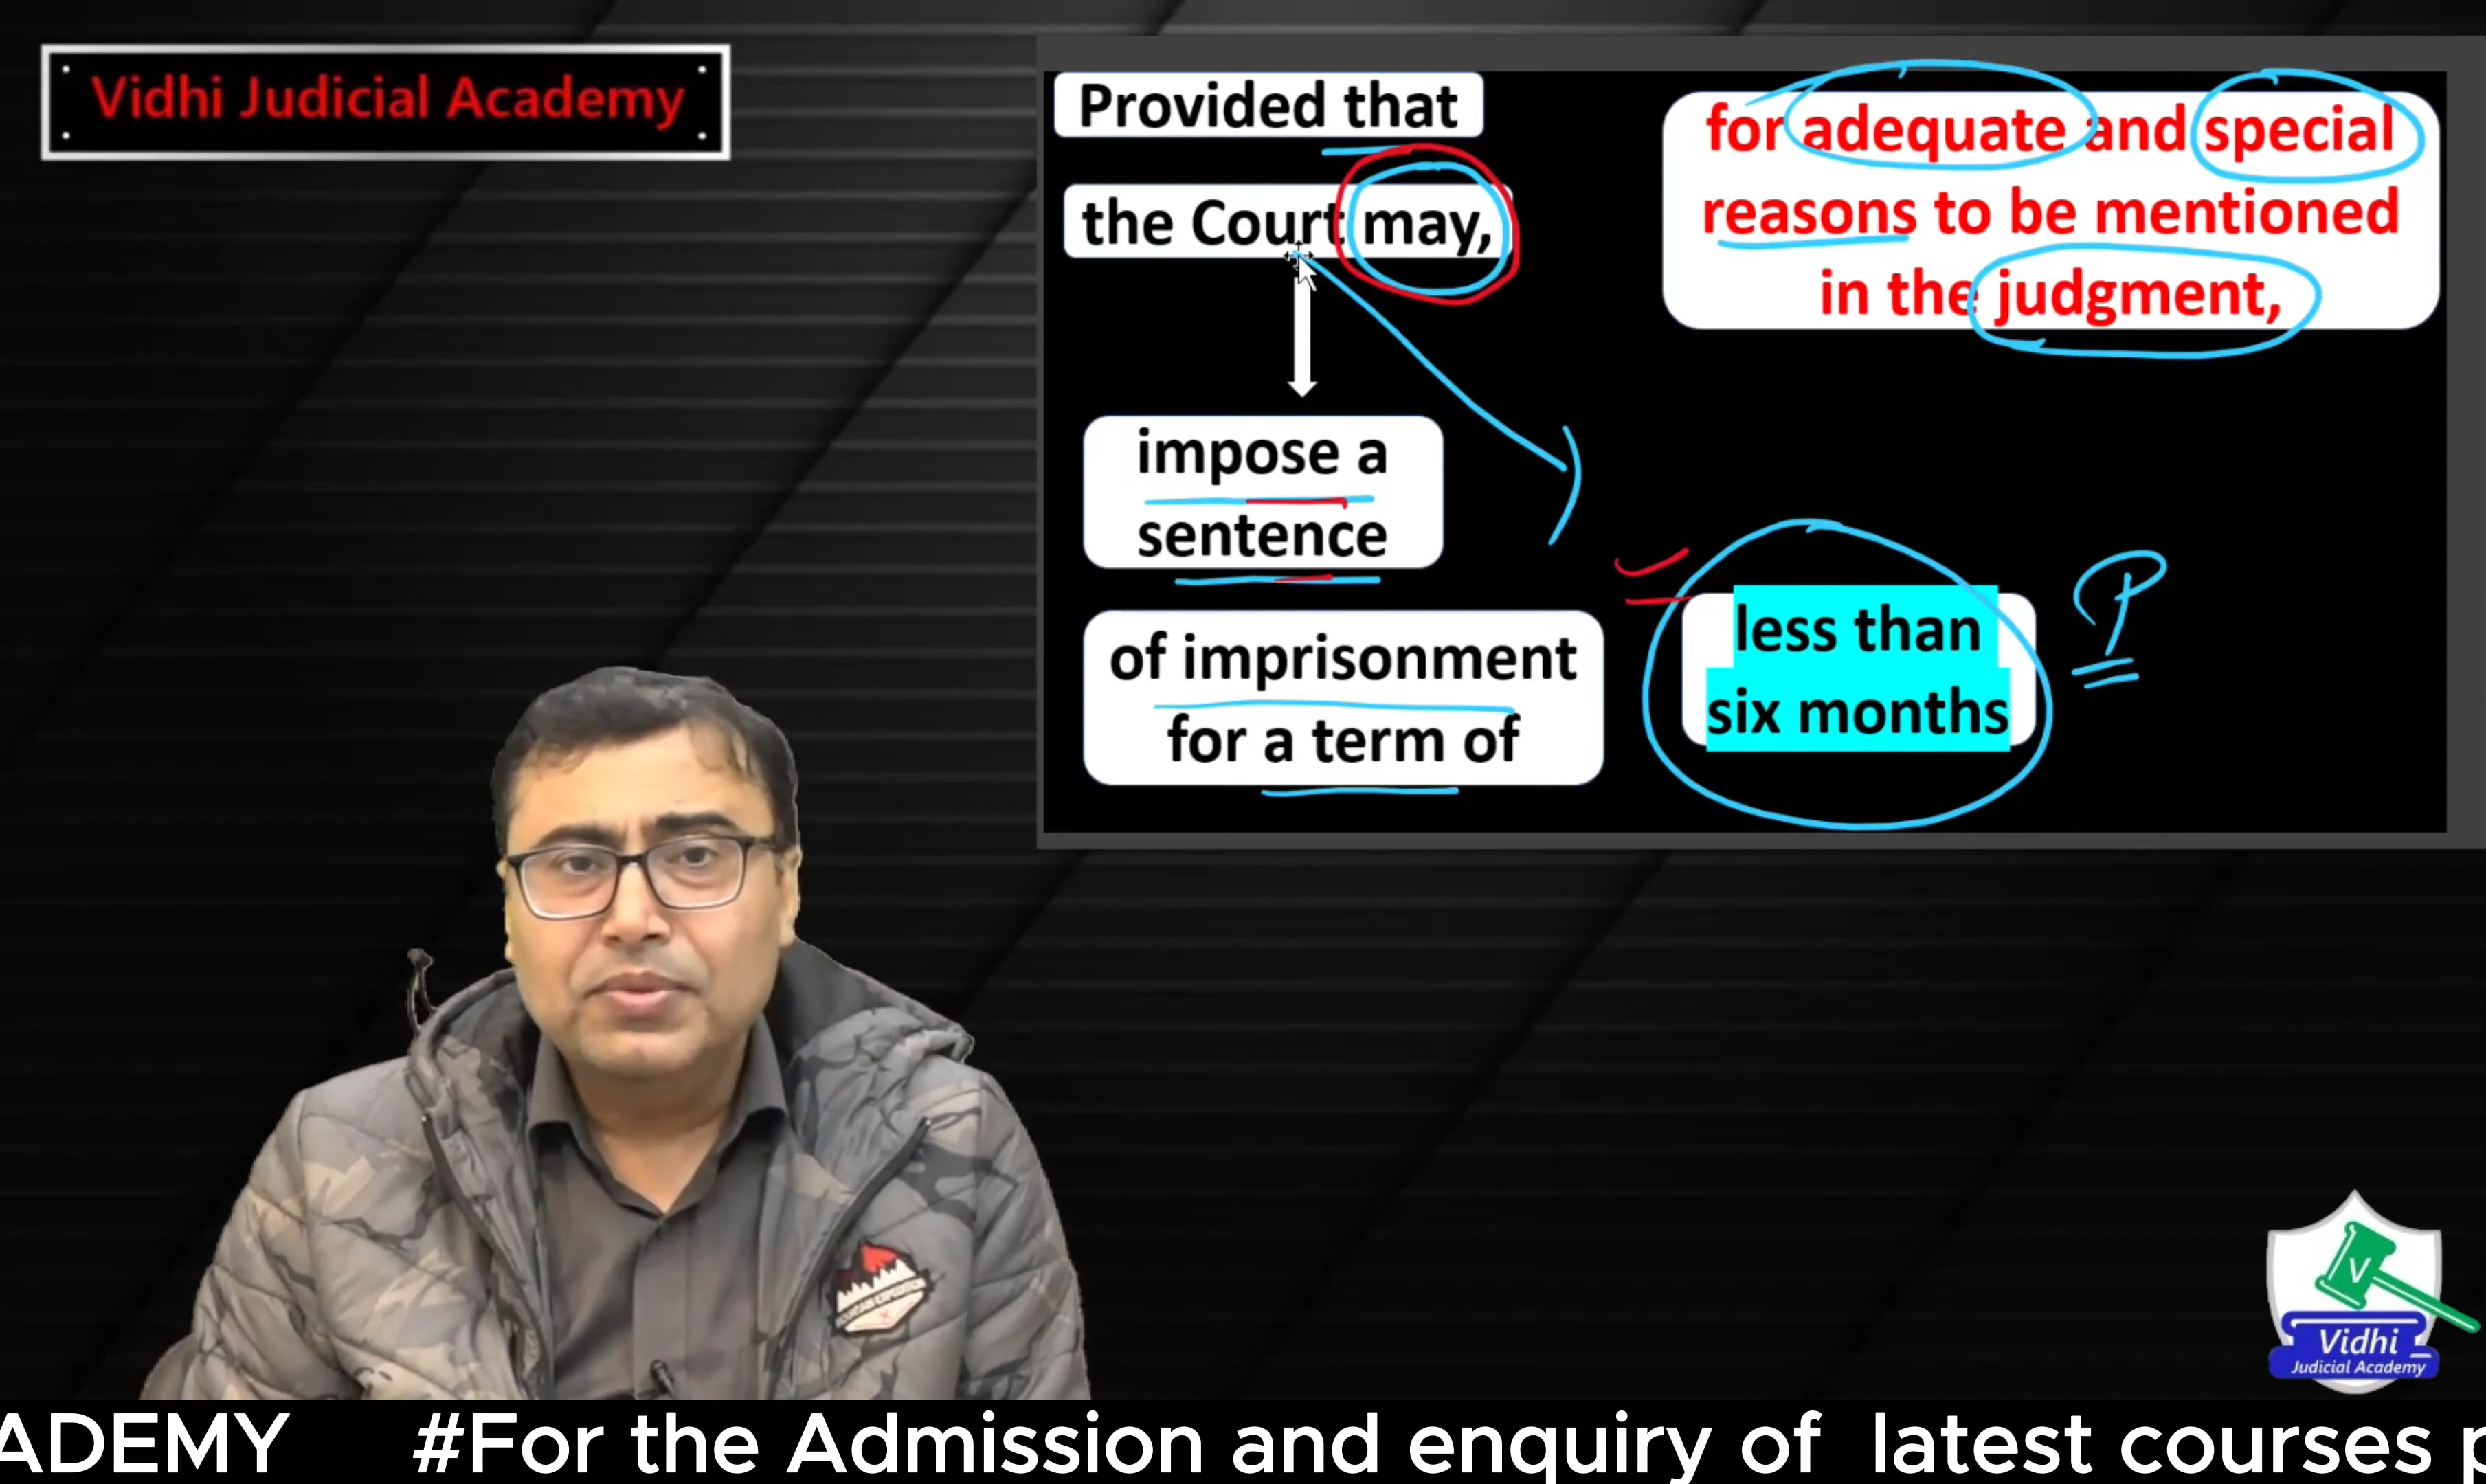 Vidhi Judicial Academy
Provided that
the Court may,
for adequate and special
reasons to be mentioned
in the judgment,
impose a
sentence
of imprisonment
for a term of
less than
six months
P
V
Vidhi
Judicial Academy
ADEMY #For the Admission and enquiry of latest courses p